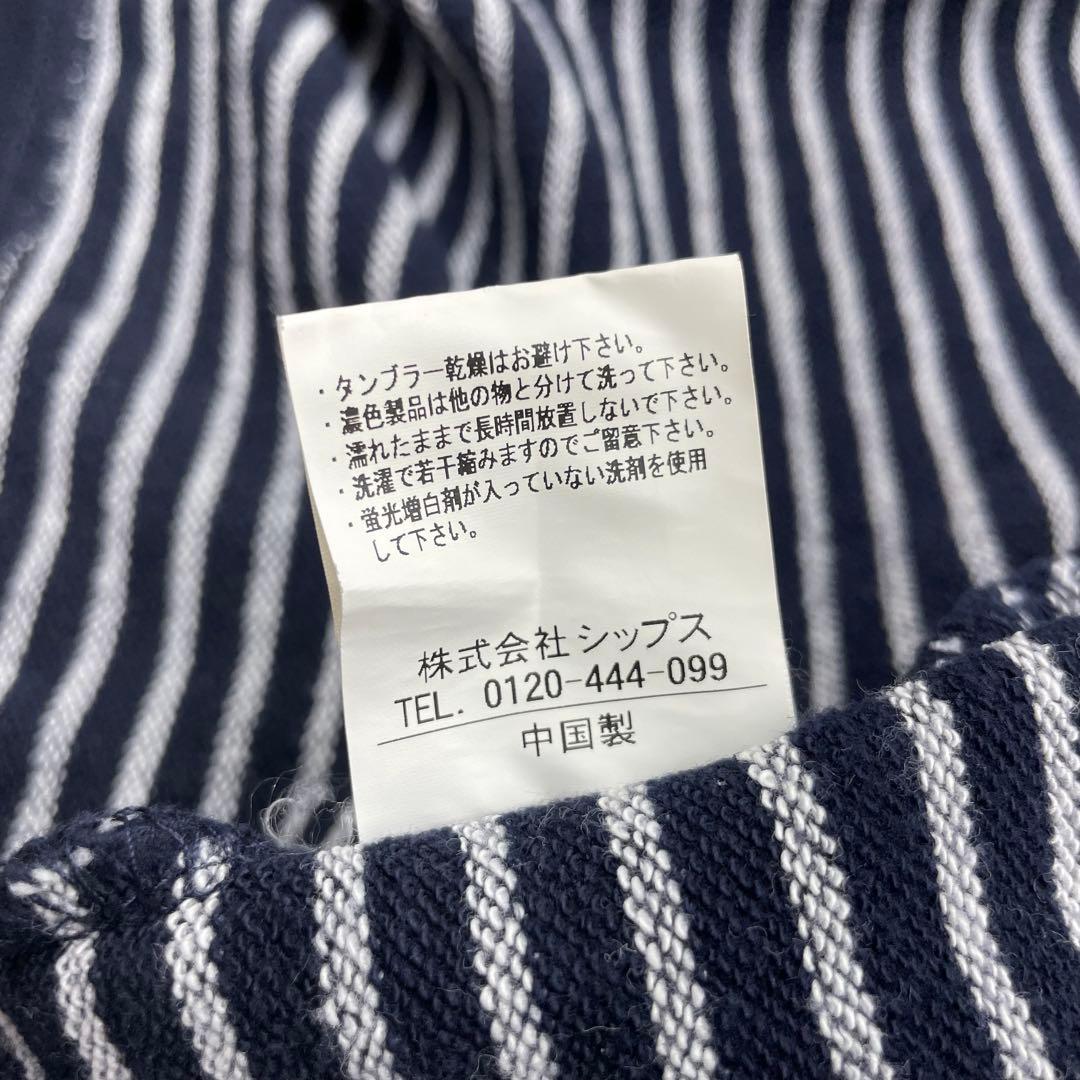 ・タンブラー乾燥はお避け下さい。
・濃色製品は他の物と分けて洗って下さい。
・濡れたままで長時間放置しないで下さい。
・洗濯で若干縮みますのでご留意下さい。
・蛍光増白剤が入っていない洗剤を使用
して下さい。
株式会社シップス
TEL. 0120-444-099
中国製